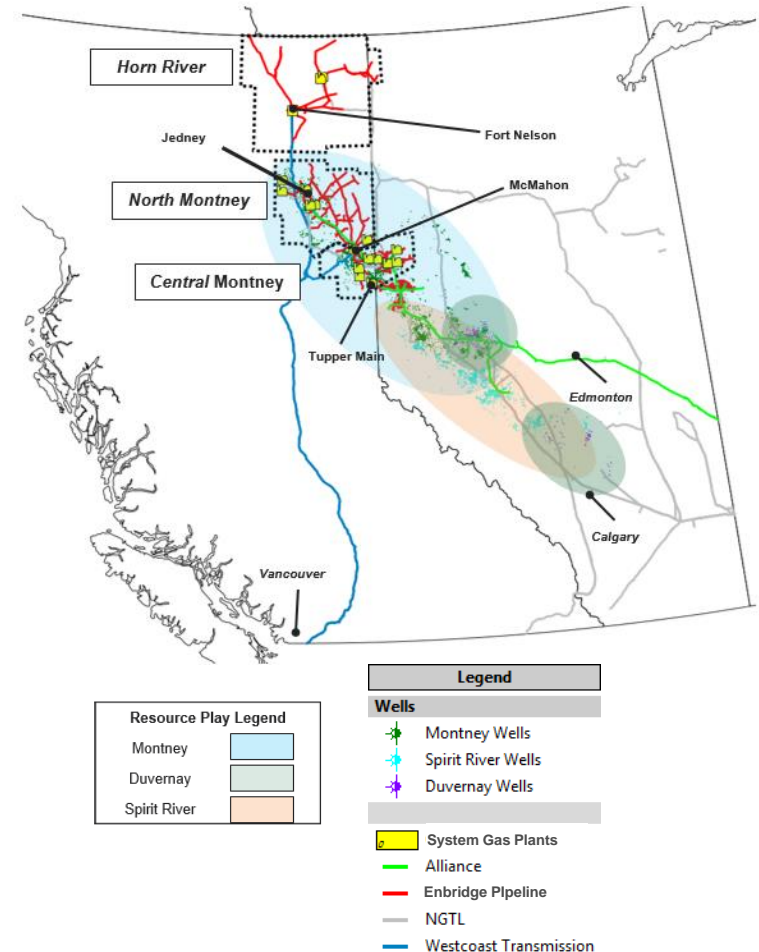 Horn River
Fort Nelson
Jedney
McMahon
North Montney
Central Montney
Tupper Main
Edmonton
Calgary
Vancouver
Legend
Wells
Montney Wells
Spirit River Wells
Duvernay Wells
System Gas Plants
Alliance
Enbridge PIpeline
NGTL
Westcoast Transmission
Resource Play Legend
Montney
Duvernay
Spirit River